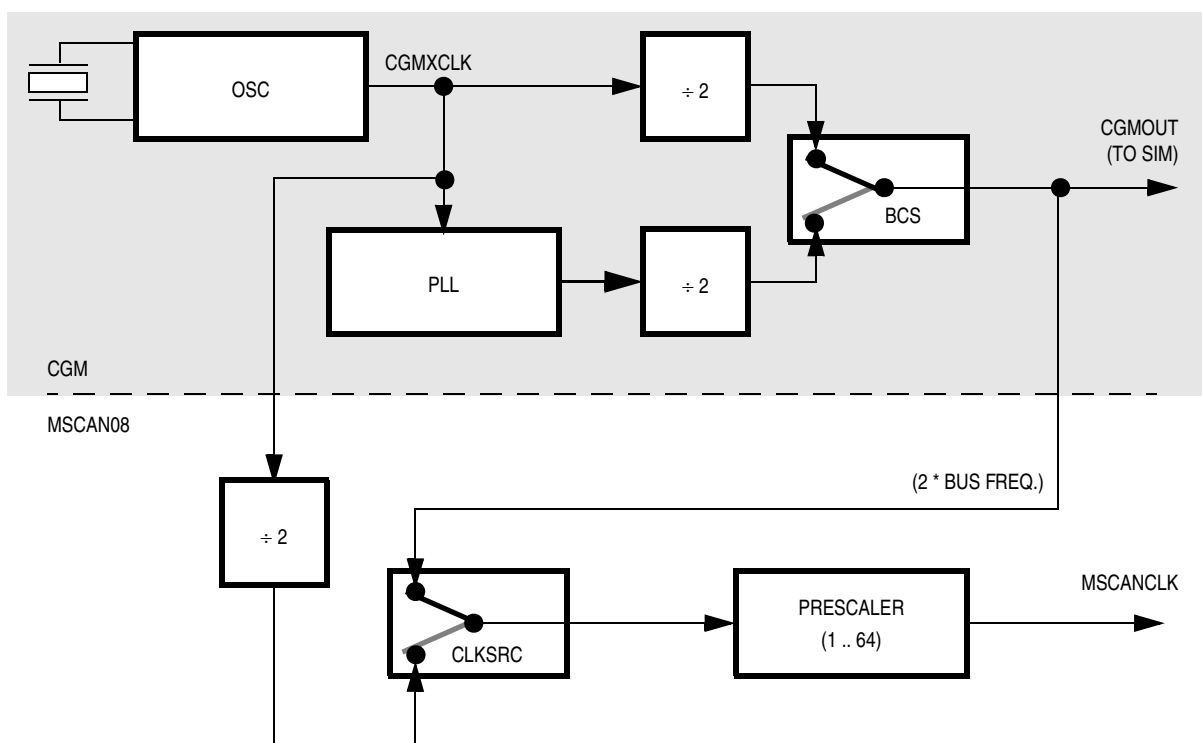 CGMXCLK
OSC
÷ 2
CGMOUT
(TO SIM)
BCS
PLL
÷ 2
CGM
MSCAN08
(2 * BUS FREQ.)
÷ 2
CLKSRC
PRESCALER
(1 .. 64)
MSCANCLK